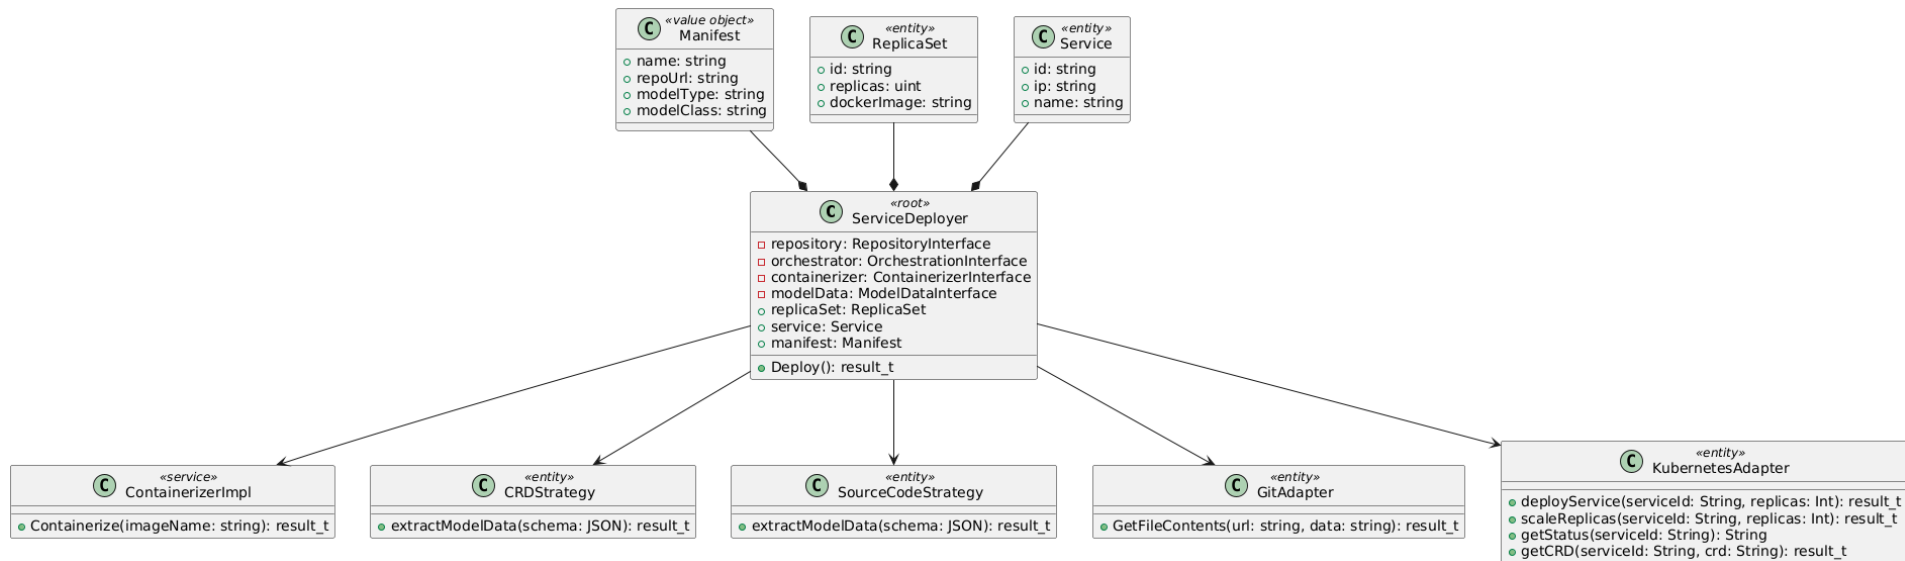 C «value object»
Manifest
name: string
repoUrl: string
modelType: string
modelClass: string
C «entity»
ReplicaSet
id: string
replicas: uint
dockerImage: string
C «entity»
Service
id: string
ip: string
name: string
C «root»
ServiceDeployer
repository: RepositoryInterface
orchestrator: OrchestrationInterface
containerizer: ContainerizerInterface
modelData: ModelDataInterface
replicaSet: ReplicaSet
service: Service
manifest: Manifest
Deploy(): result_t
C «service»
ContainerizerImpl
Containerize(imageName: string): result_t
C «entity»
CRDStrategy
extractModelData(schema: JSON): result_t
C «entity»
SourceCodeStrategy
extractModelData(schema: JSON): result_t
C «entity»
GitAdapter
GetFileContents(url: string, data: string): result_t
C «entity»
KubernetesAdapter
deployService(serviceId: String, replicas: Int): result_t
scaleReplicas(serviceId: String, replicas: Int): result_t
getStatus(serviceId: String): String
getCRD(serviceId: String, crd: String): result_t